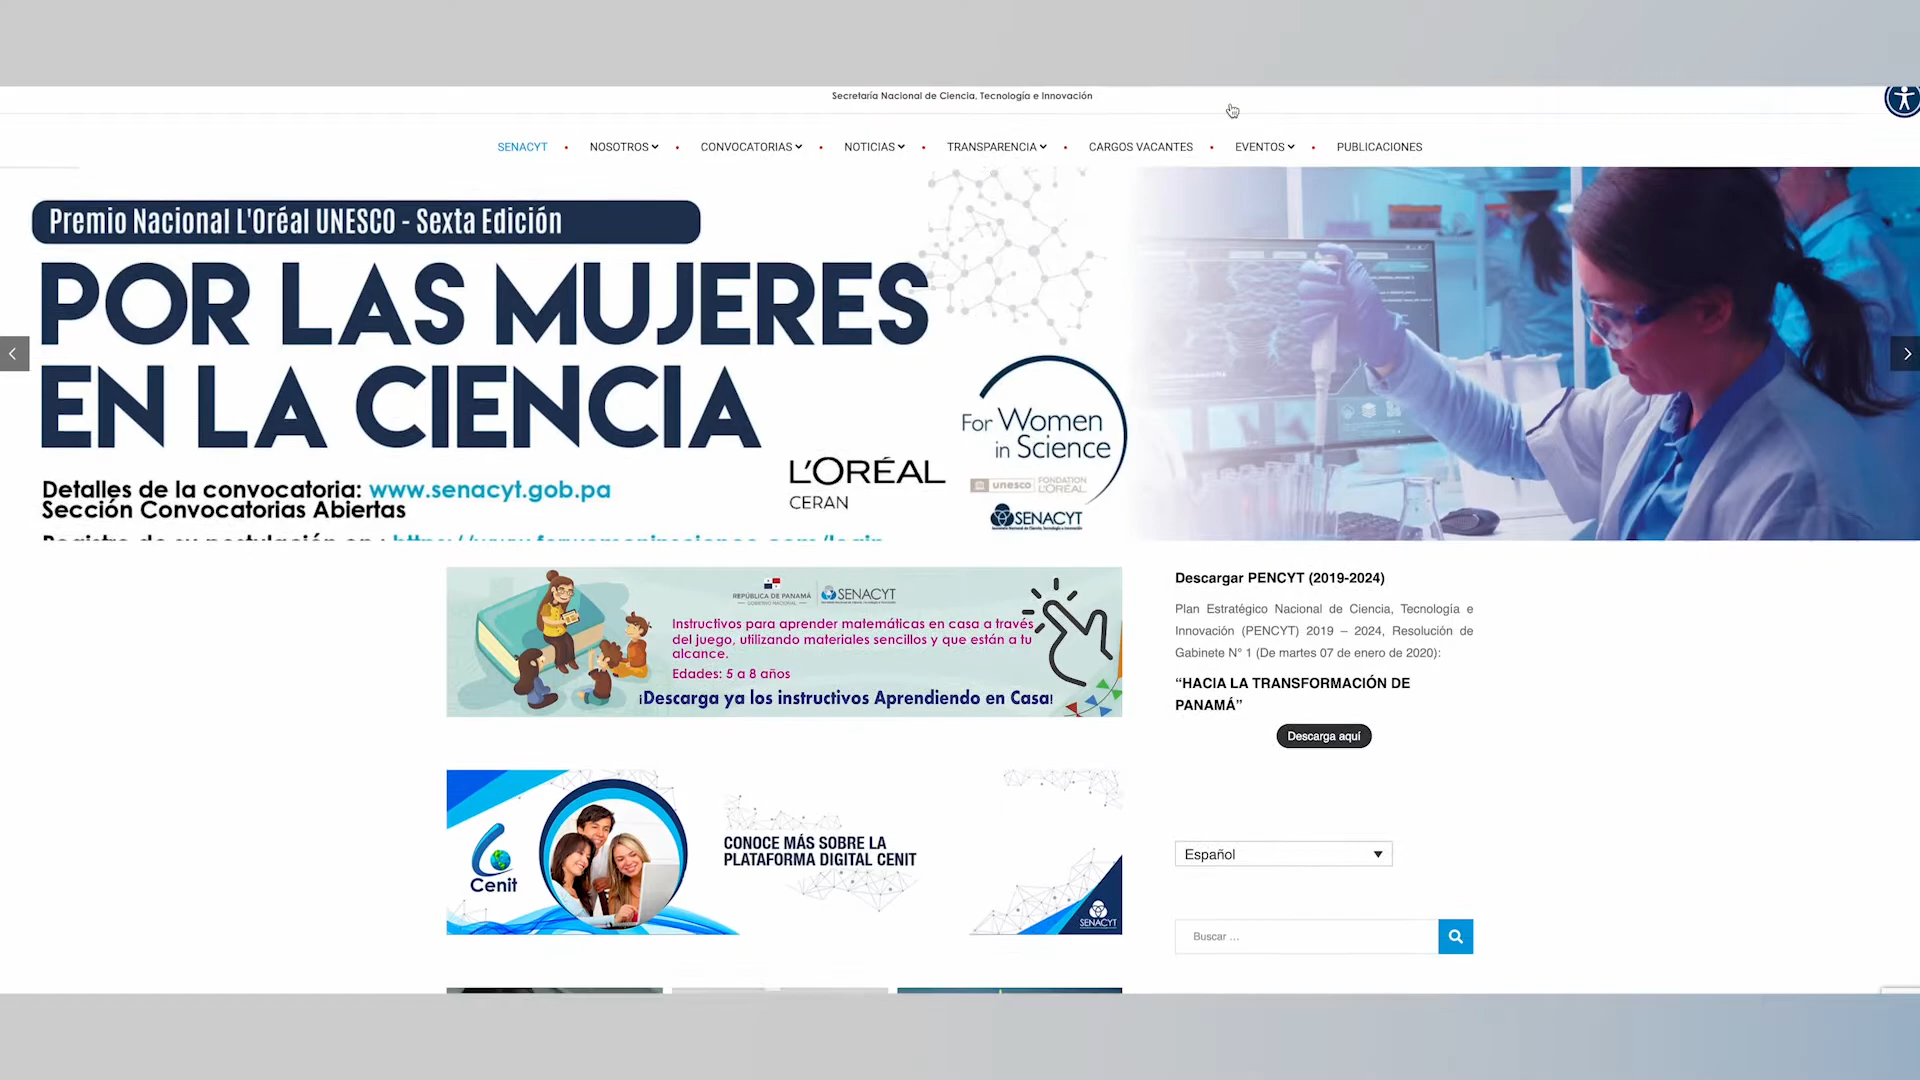 Secretaría Nacional de Ciencia, Tecnología e Innovación
SENACYT • NOSOTROS • CONVOCATORIAS • NOTICIAS • TRANSPARENCIA • CARGOS VACANTES • EVENTOS • PUBLICACIONES
Premio Nacional L'Oréal UNESCO - Sexta Edición
POR LAS MUJERES
EN LA CIENCIA
For Women
in Science
L'ORÉAL
CERAN
unesco
FONDATION
L'ORÉAL
SENACYT
Detalles de la convocatoria: www.senacyt.gob.pa
Sección Convocatorias Abiertas
REPÚBLICA DE PANAMÁ
— GOBIERNO NACIONAL —
SENACYT
Instructivos para aprender matemáticas en casa a través
del juego, utilizando materiales sencillos y que están a tu
alcance.
Edades: 5 a 8 años
¡Descarga ya los instructivos Aprendiendo en Casa!
Descargar PENCYT (2019-2024)
Plan Estratégico Nacional de Ciencia, Tecnología e
Innovación (PENCYT) 2019 – 2024, Resolución de
Gabinete N° 1 (De martes 07 de enero de 2020):
“HACIA LA TRANSFORMACIÓN DE
PANAMÁ”
Descarga aquí
Cenit
CONOCE MÁS SOBRE LA
PLATAFORMA DIGITAL CENIT
SENACYT
Español
Buscar ...